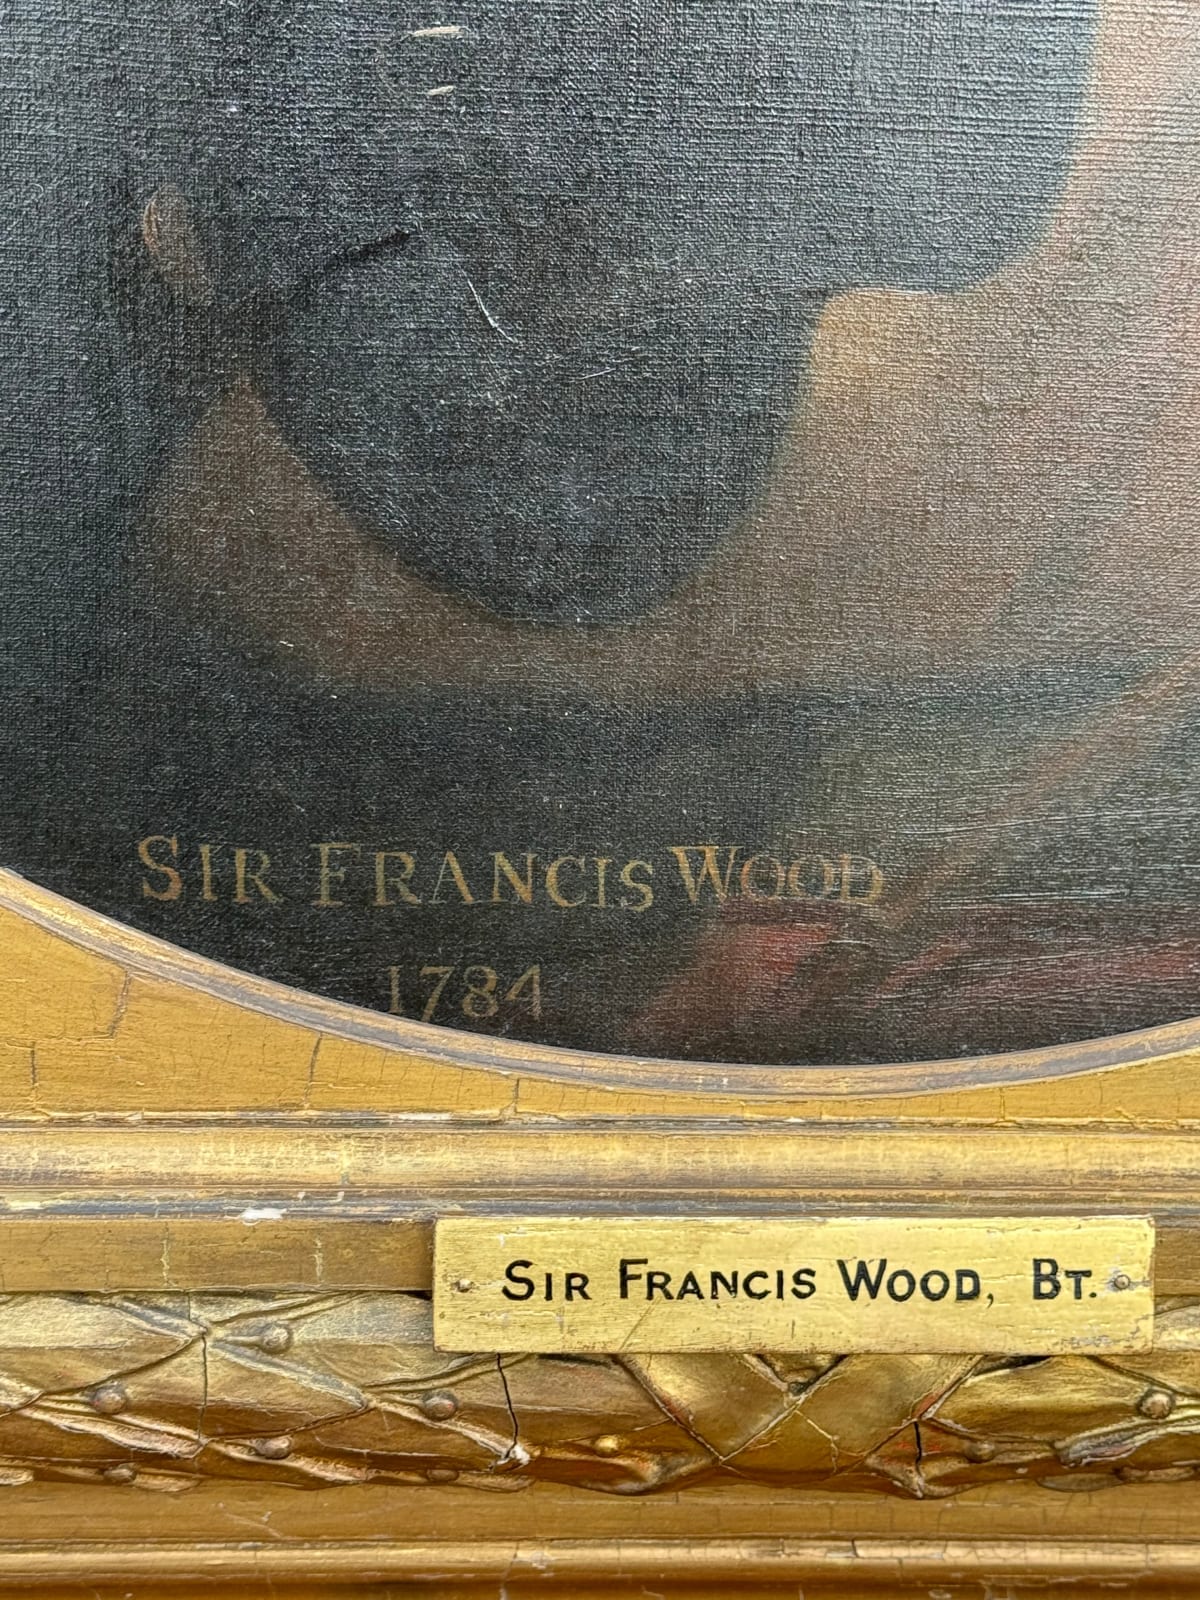 SIR FRANCIS WOOD
1784
SIR FRANCIS WOOD, BT.